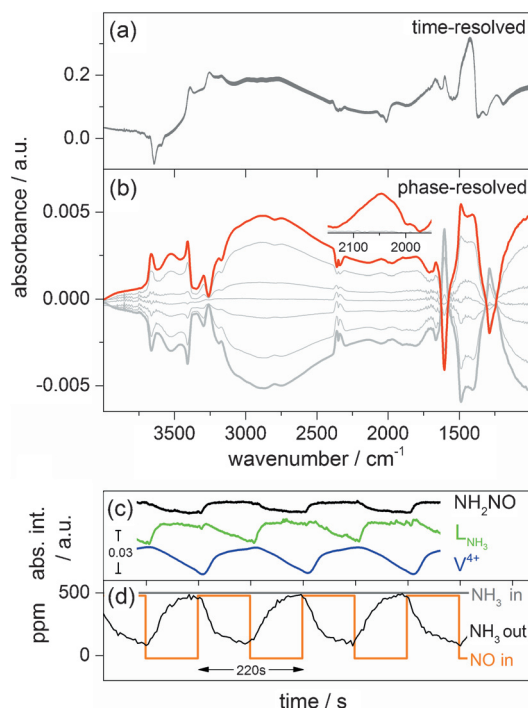 (a)
time-resolved
0.2
0.0
absorbance / a.u.
(b)
phase-resolved
0.005
0.000
-0.005
2100
2000
3500
3000
2500
2000
1500
wavenumber / cm⁻¹
(c)
NH₂NO
L_NH₃
V⁴⁺
abs. int.
/ a.u.
0.03
(d)
NH₃ in
NH₃ out
NO in
ppm
500
0
220s
time / s